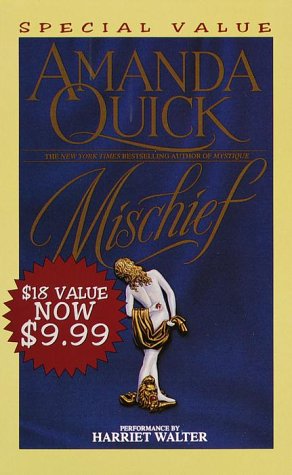 SPECIAL VALUE
AMANDA
QUICK
THE NEW YORK TIMES BESTSELLING AUTHOR OF MYSTIQUE
Mischief
$18 VALUE
NOW
$9.99
PERFORMANCE BY
HARRIET WALTER